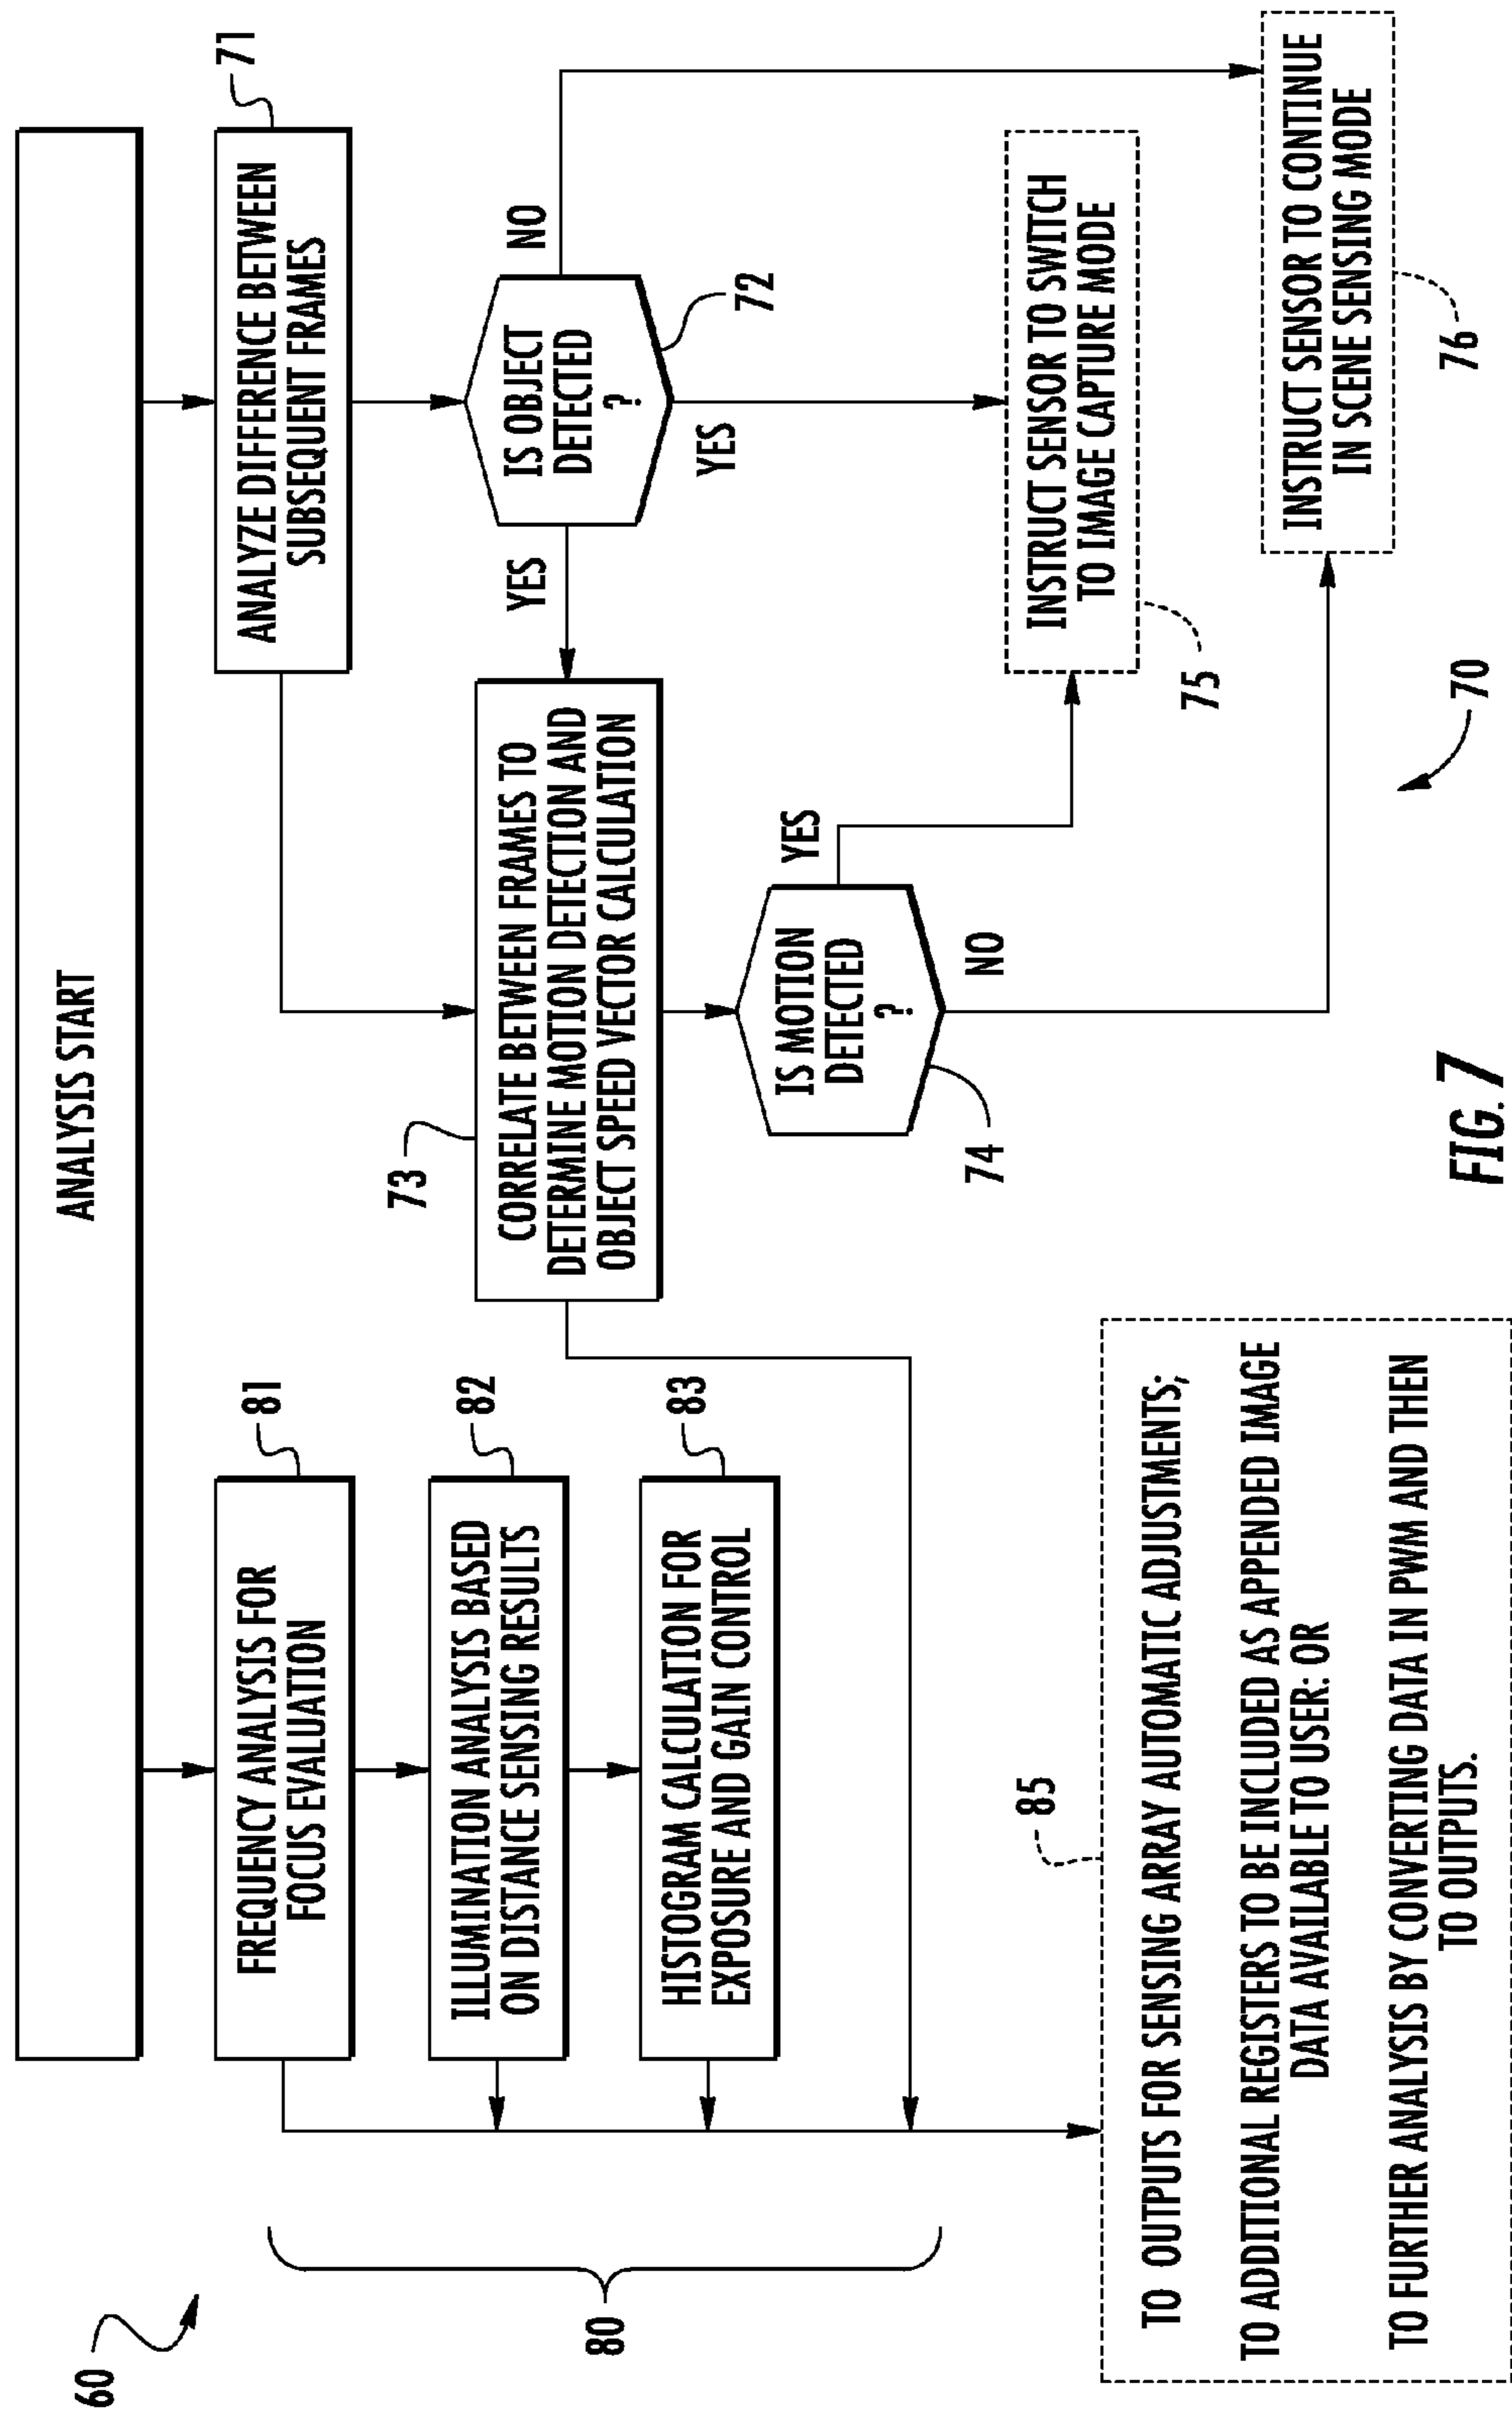 60
ANALYSIS START
FREQUENCY ANALYSIS FOR
FOCUS EVALUATION
81
ILLUMINATION ANALYSIS BASED
ON DISTANCE SENSING RESULTS
82
HISTOGRAM CALCULATION FOR
EXPOSURE AND GAIN CONTROL
83
80
ANALYZE DIFFERENCE BETWEEN
SUBSEQUENT FRAMES
71
IS OBJECT
DETECTED
?
72
NO
YES
YES
73
CORRELATE BETWEEN FRAMES TO
DETERMINE MOTION DETECTION AND
OBJECT SPEED VECTOR CALCULATION
IS MOTION
DETECTED
?
74
YES
NO
INSTRUCT SENSOR TO SWITCH
TO IMAGE CAPTURE MODE
75
INSTRUCT SENSOR TO CONTINUE
IN SCENE SENSING MODE
76
70
85
TO OUTPUTS FOR SENSING ARRAY AUTOMATIC ADJUSTMENTS;
TO ADDITIONAL REGISTERS TO BE INCLUDED AS APPENDED IMAGE
DATA AVAILABLE TO USER: OR
TO FURTHER ANALYSIS BY CONVERTING DATA IN PWM AND THEN
TO OUTPUTS.
FIG. 7